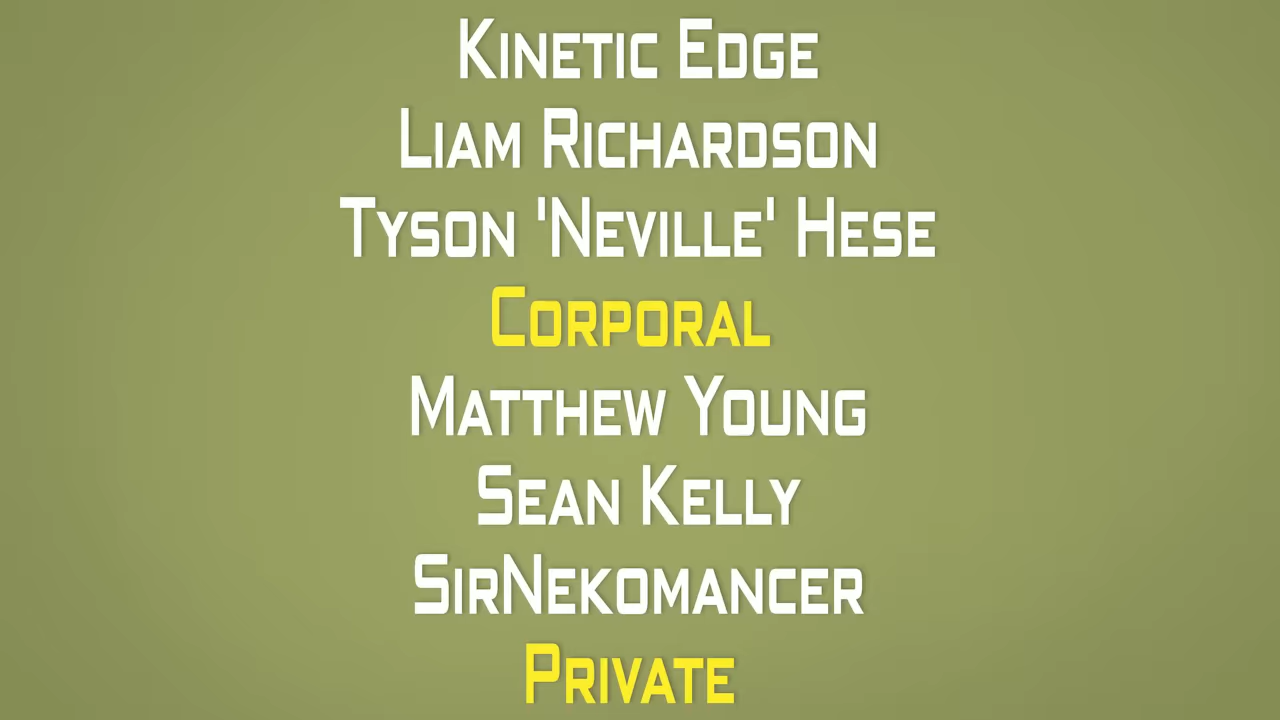 Kinetic Edge
Liam Richardson
Tyson 'Neville' Hese
Corporal
Matthew Young
Sean Kelly
SirNekomancer
Private